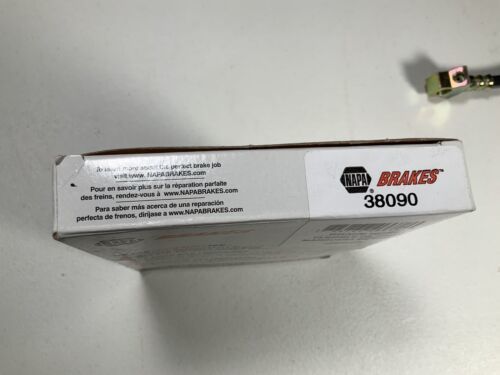 To learn more about the perfect brake job
visit www.NAPABRAKES.com
Pour en savoir plus sur la réparation parfaite
des freins, rendez-vous à www.NAPABRAKES.com
Para saber más acerca de una reparación
perfecta de frenos, diríjase a www.NAPABRAKES.com
NAPA® BRAKES™
38090